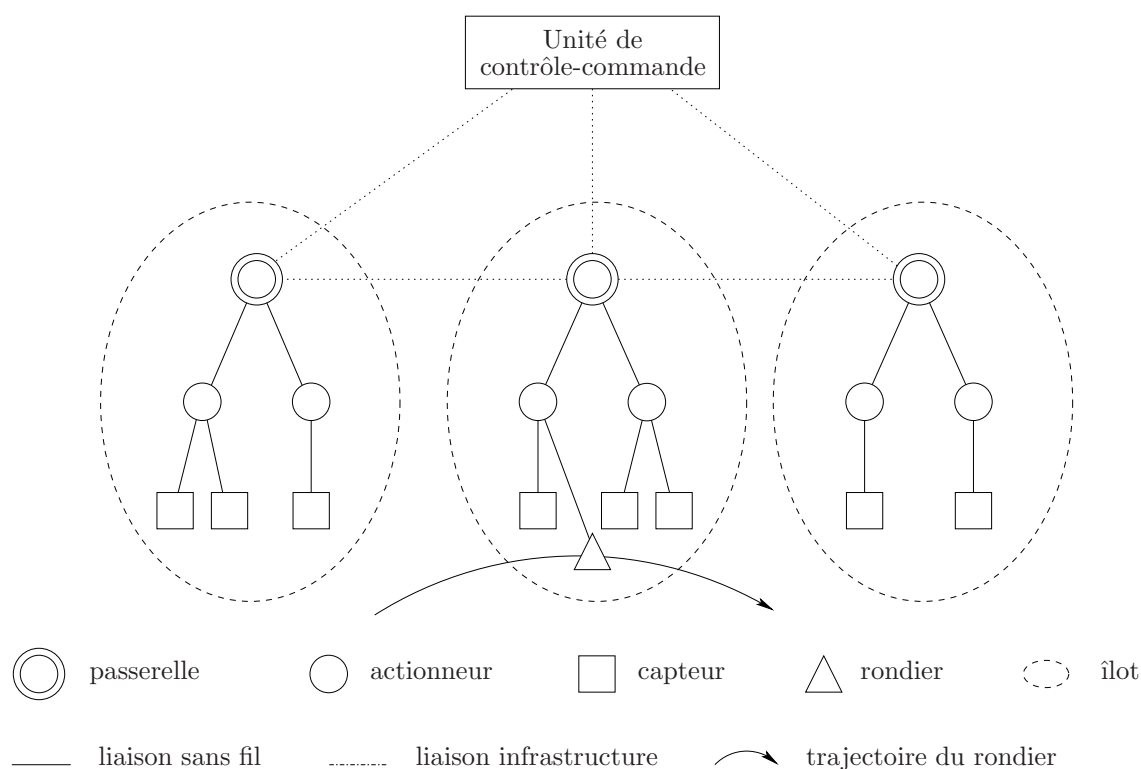 Unité de
contrôle-commande
passerelle
actionneur
capteur
rondier
îlot
liaison sans fil
liaison infrastructure
trajectoire du rondier